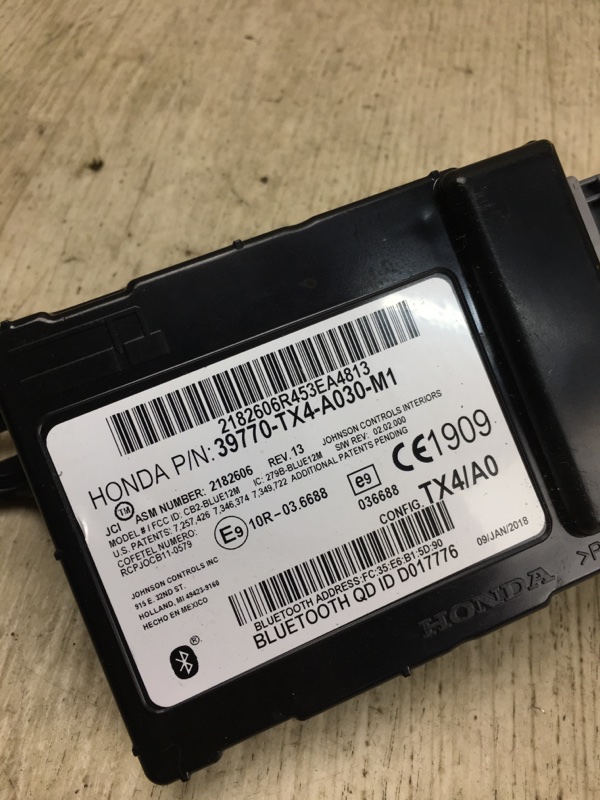 2182606R453EA4813
HONDA P/N: 39770-TX4-A030-M1
JCI TM ASM NUMBER: 2182606 REV. 13 JOHNSON CONTROLS INTERIORS
MODEL # / FCC ID: CB2-BLUE12M IC: 279B-BLUE12M S/W REV: 02.02.000
U.S. PATENTS: 7,257,426 7,346,374 7,349,722 ADDITIONAL PATENTS PENDING
COFETEL NUMBER:
RCPJOCB11-0579
E9 10R-03.6688
e9
036688
CE1909
CONFIG. TX4/A0
JOHNSON CONTROLS INC
915 E. 32ND ST.
HOLLAND, MI 49423-9160
HECHO EN MEXICO
09/JAN/2018
BLUETOOTH ADDRESS:FC:35:E6:B1:5D:90
BLUETOOTH QD ID D017776
®
HONDA
>P